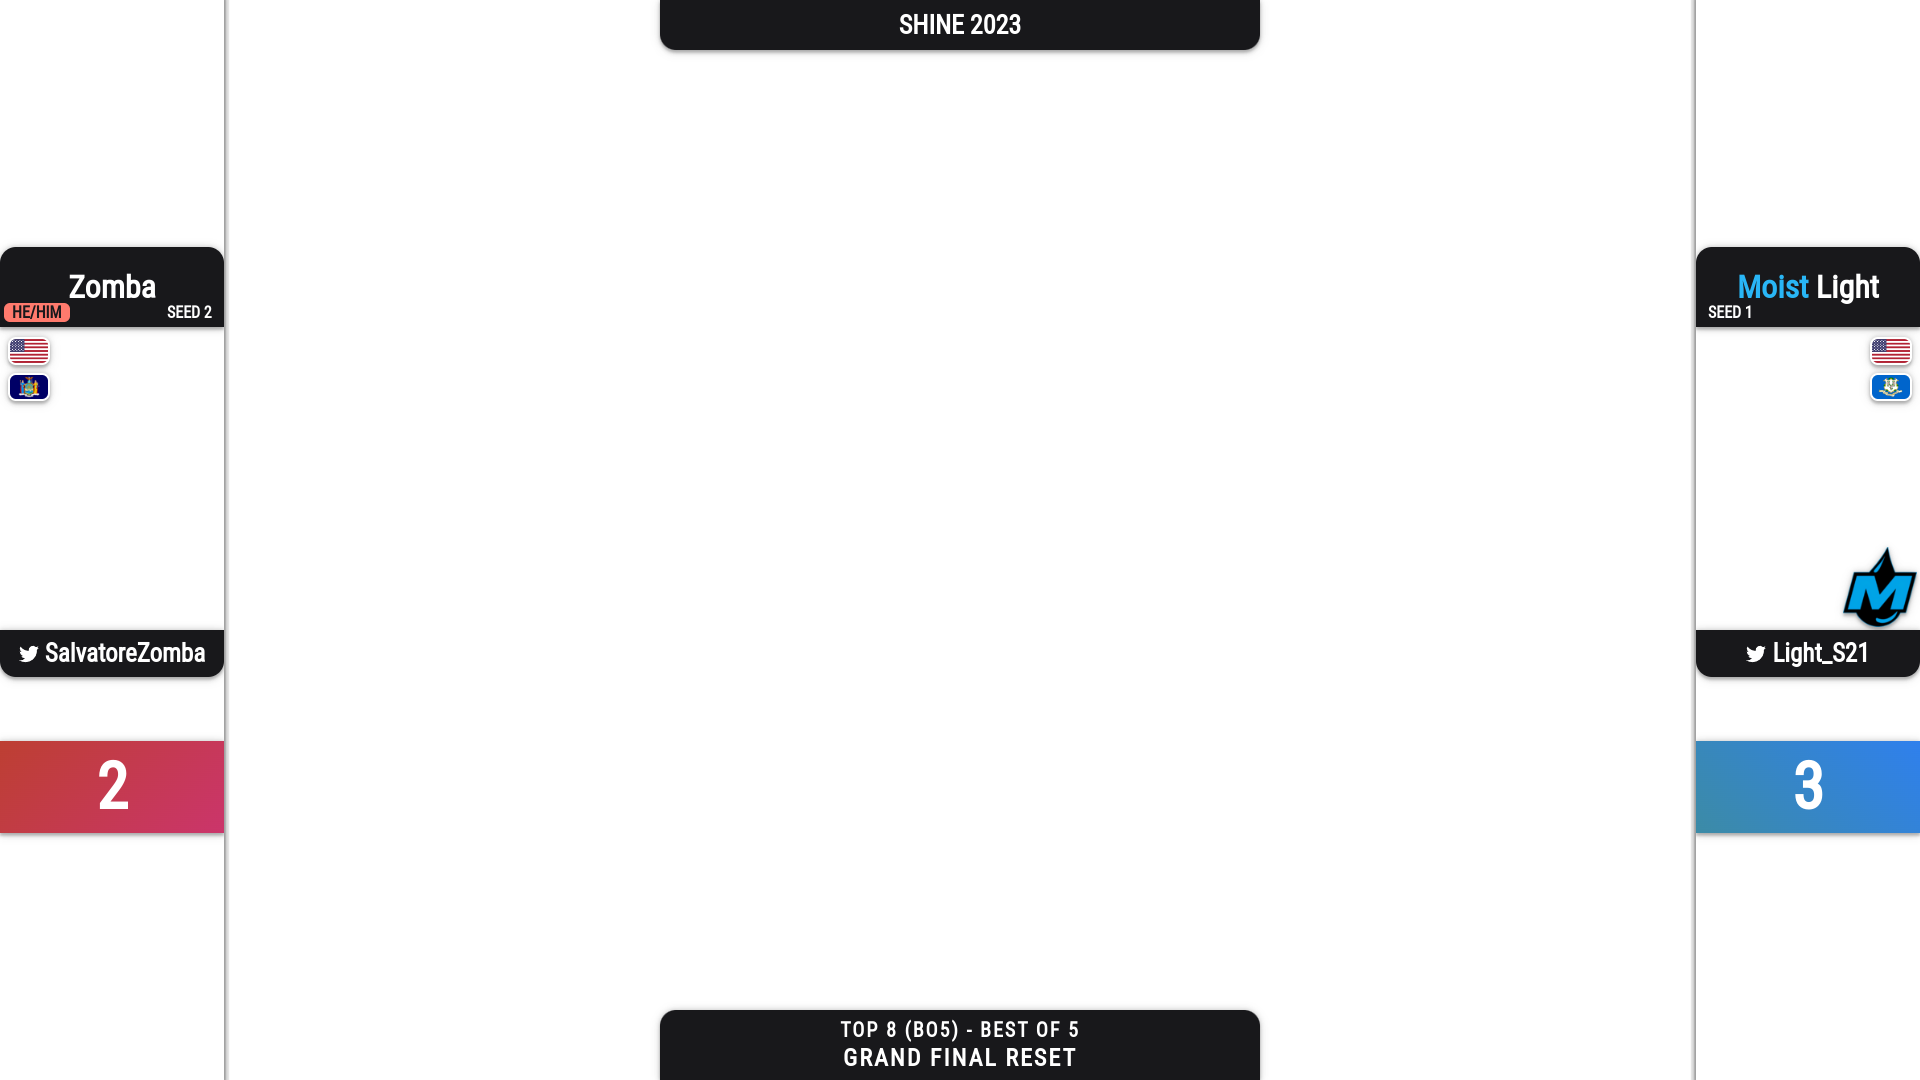 SHINE 2023
Zomba
HE/HIM
SEED 2
SalvatoreZomba
2
Moist Light
SEED 1
M
Light_S21
3
TOP 8 (BO5) - BEST OF 5
GRAND FINAL RESET